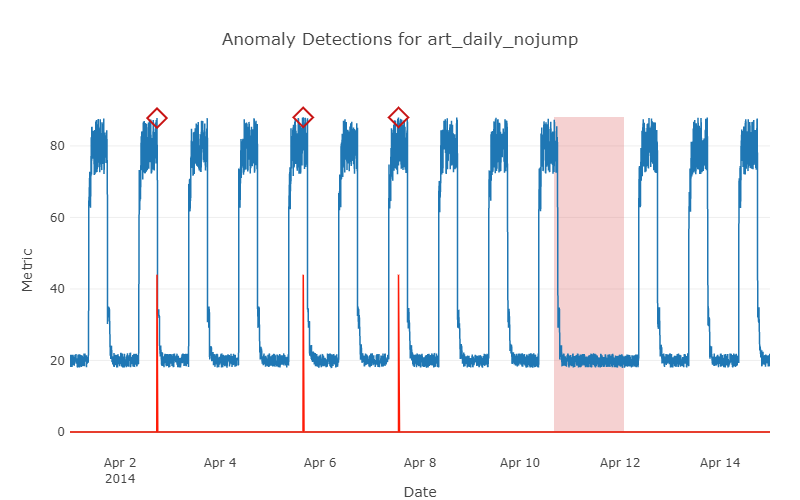 Anomaly Detections for art_daily_nojump
80
60
40
20
0
Metric
Apr 2
2014
Apr 4
Apr 6
Apr 8
Apr 10
Apr 12
Apr 14
Date